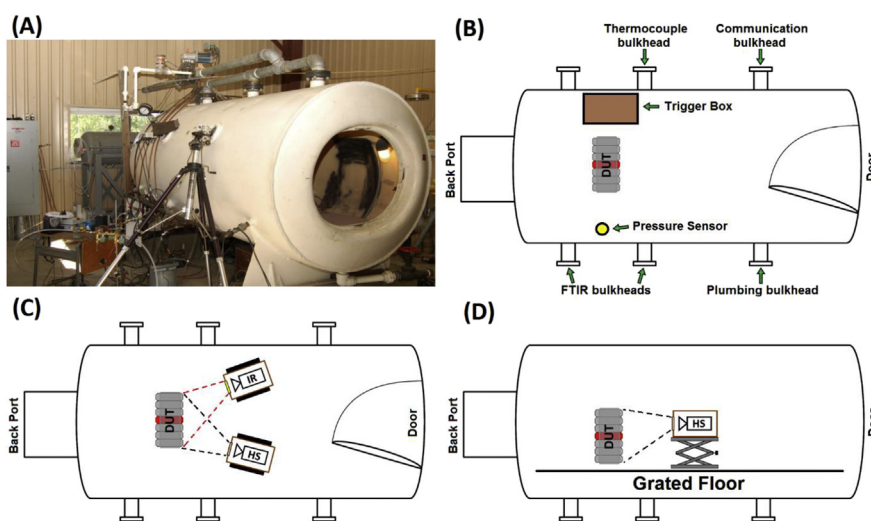 (A)
(B)
Thermocouple
bulkhead
Communication
bulkhead
Trigger Box
DUT
Back Port
Door
Pressure Sensor
FTIR bulkheads
Plumbing bulkhead
(C)
IR
DUT
HS
Back Port
Door
(D)
DUT
HS
Back Port
Grated Floor